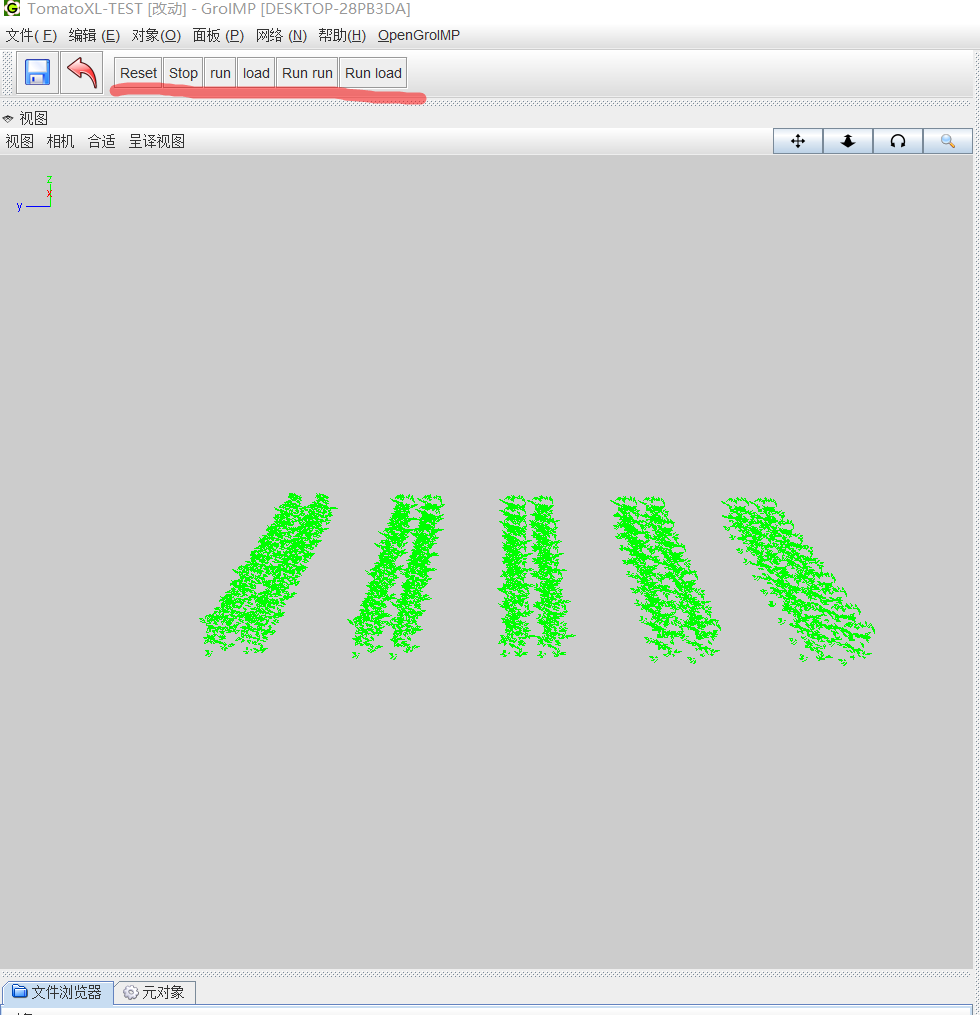 TomatoXL-TEST [改动] - GroIMP [DESKTOP-28PB3DA]
文件( F) 编辑 (E) 对象(O) 面板 (P) 网络 (N) 帮助(H) OpenGroIMP
Reset Stop run load Run run Run load
视图
视图 相机 合适 呈译视图
z
x
y
文件浏览器 元对象